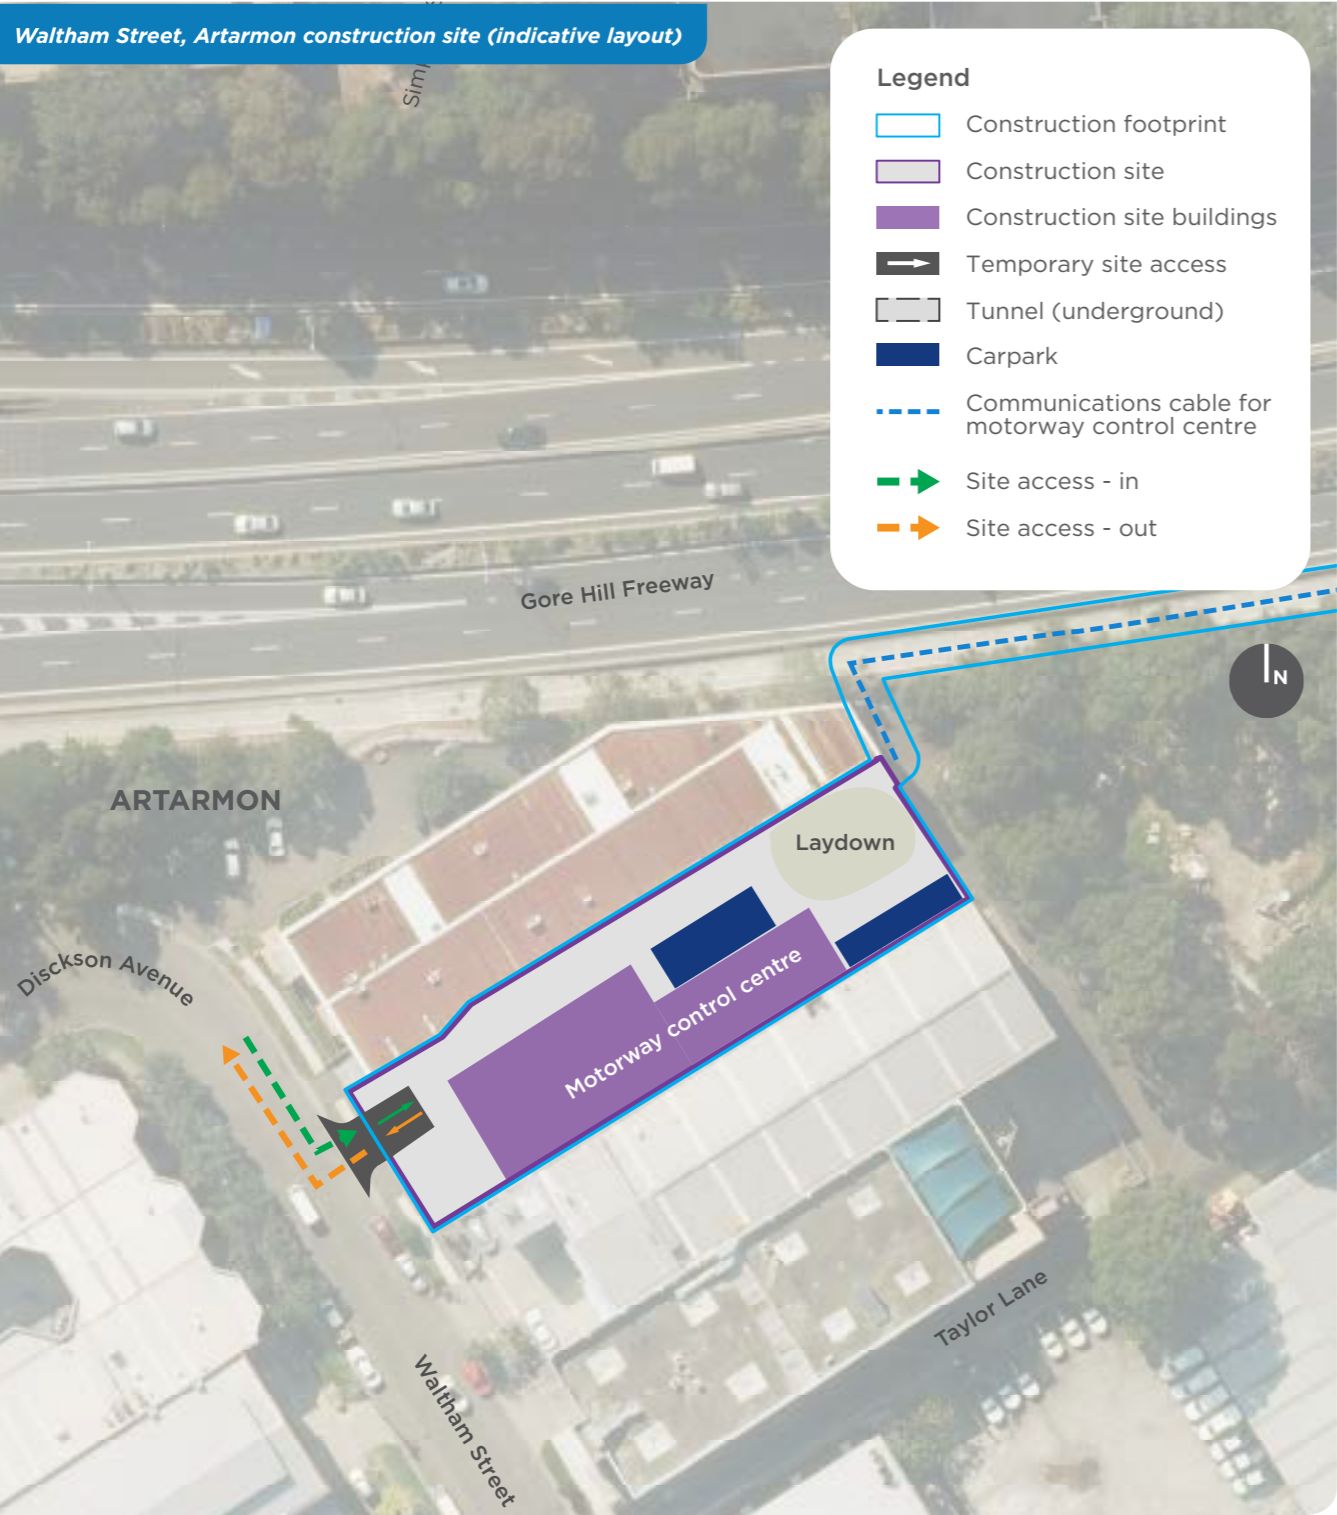 Waltham Street, Artarmon construction site (indicative layout)
Sim
Legend
Construction footprint
Construction site
Construction site buildings
Temporary site access
Tunnel (underground)
Carpark
Communications cable for
motorway control centre
Site access - in
Site access - out
Gore Hill Freeway
N
ARTARMON
Laydown
Disckson Avenue
Motorway control centre
Taylor Lane
Waltham Street